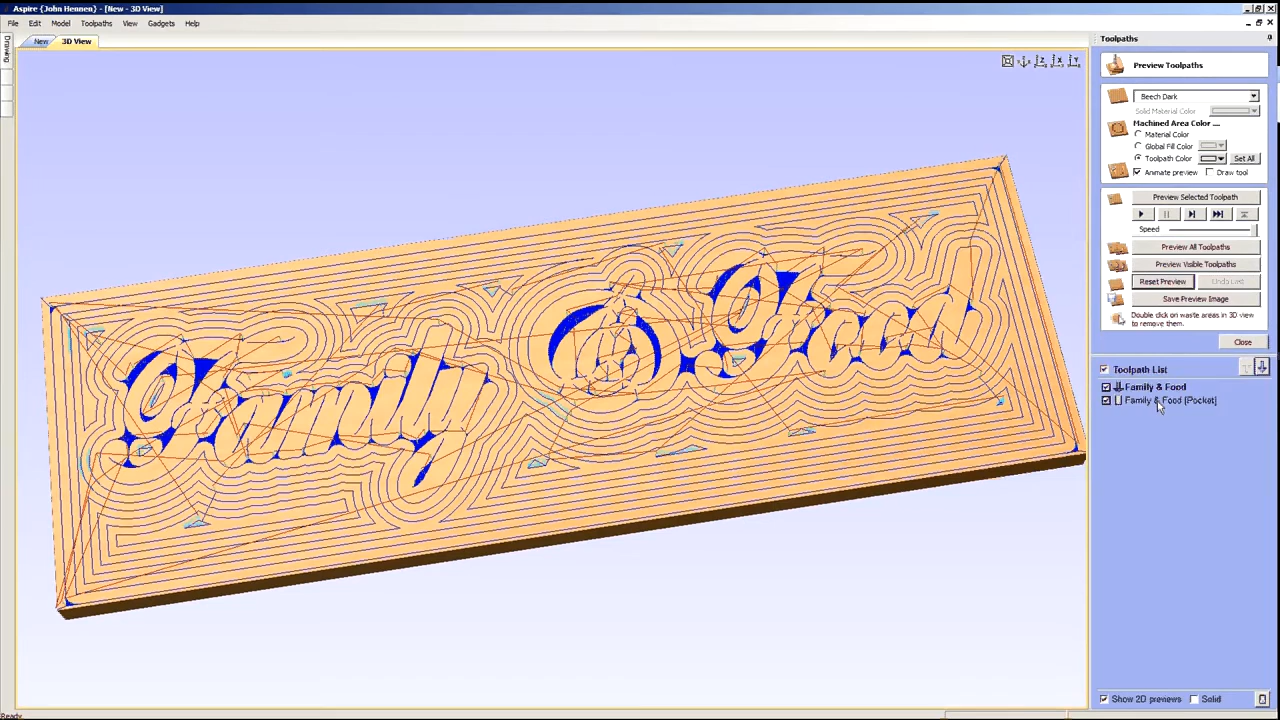 Aspire {John Hennen} - [New - 3D View]
File Edit Model Toolpaths View Gadgets Help
New 3D View
Drawing
Family & Food
Toolpaths
Preview Toolpaths
Beech Dark
Solid Material Color
Machined Area Color ...
Material Color
Global Fill Color
Toolpath Color Set All
Animate preview Draw tool
Preview Selected Toolpath
Speed
Preview All Toolpaths
Preview Visible Toolpaths
Reset Preview Undo Last
Save Preview Image
Double click on waste areas in 3D view
to remove them.
Close
Toolpath List
Family & Food
Family & Food [Pocket]
Show 2D previews Solid
Ready